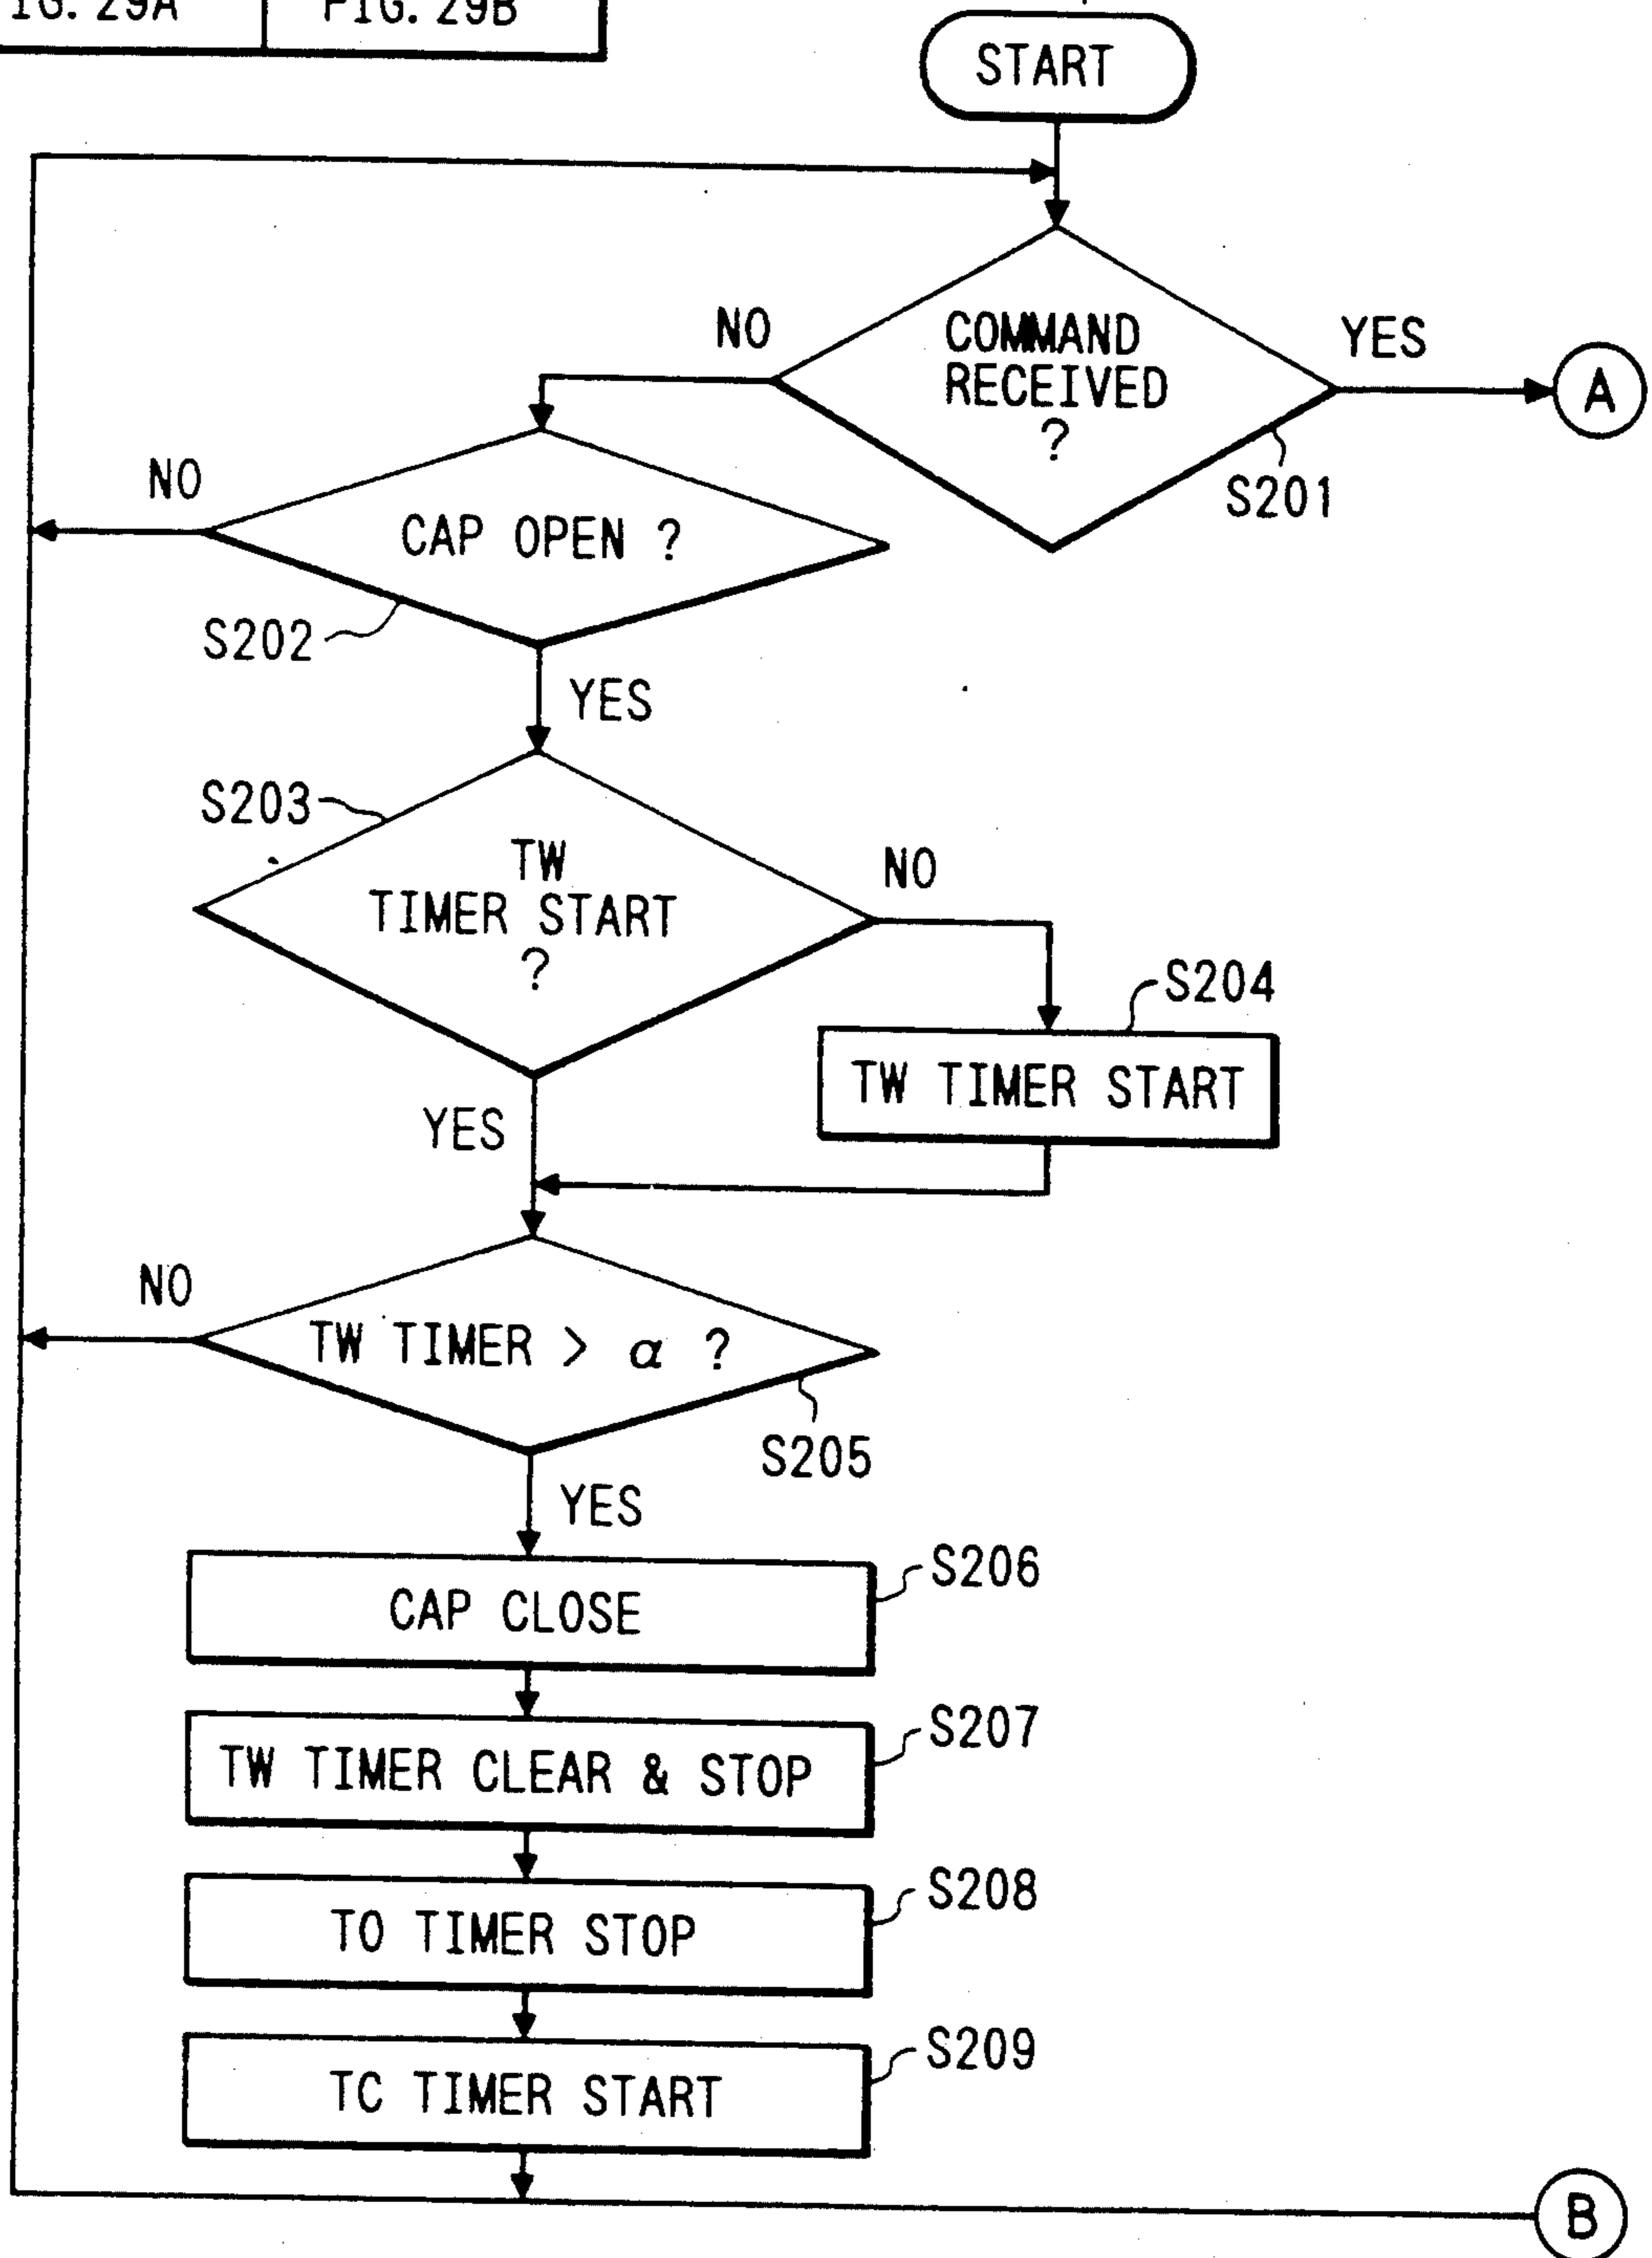 FIG. 29B
START
COMMAND
RECEIVED
?
YES
A
NO
S201
NO
CAP OPEN ?
S202
YES
S203
TW
TIMER START
?
NO
S204
TW TIMER START
YES
NO
TW TIMER > α ?
S205
YES
S206
CAP CLOSE
S207
TW TIMER CLEAR & STOP
S208
TO TIMER STOP
S209
TC TIMER START
B